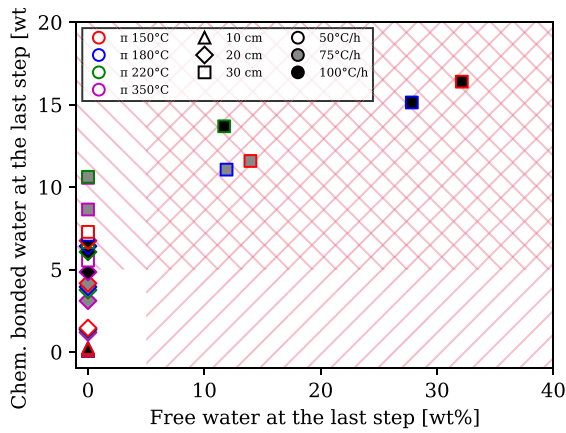 Chem. bonded water at the last step [wt
20
15
10
5
0
π 150°C
π 180°C
π 220°C
π 350°C
10 cm
20 cm
30 cm
50°C/h
75°C/h
100°C/h
0 10 20 30 40
Free water at the last step [wt%]